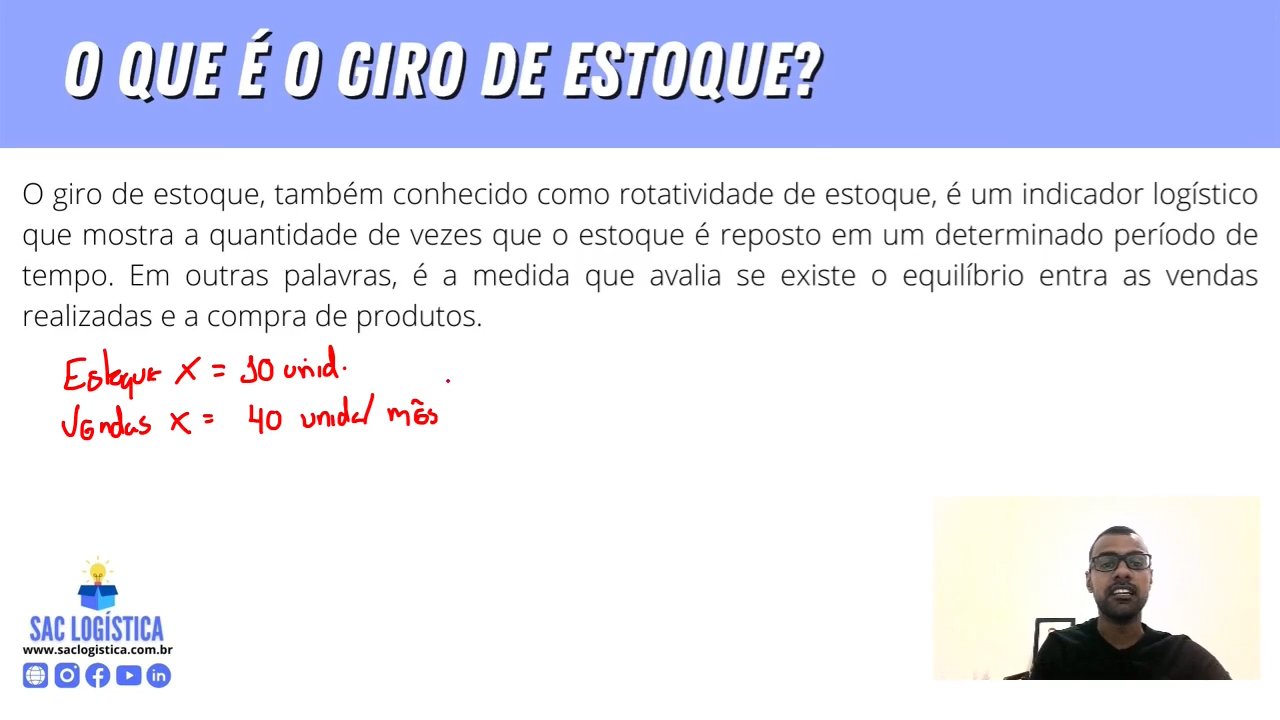 O QUE É O GIRO DE ESTOQUE?
O giro de estoque, também conhecido como rotatividade de estoque, é um indicador logístico
que mostra a quantidade de vezes que o estoque é reposto em um determinado período de
tempo. Em outras palavras, é a medida que avalia se existe o equilíbrio entra as vendas
realizadas e a compra de produtos.
Estoque X = 10 unid.
Vendas X = 40 unid/ mês
SAC LOGÍSTICA
www.saclogistica.com.br